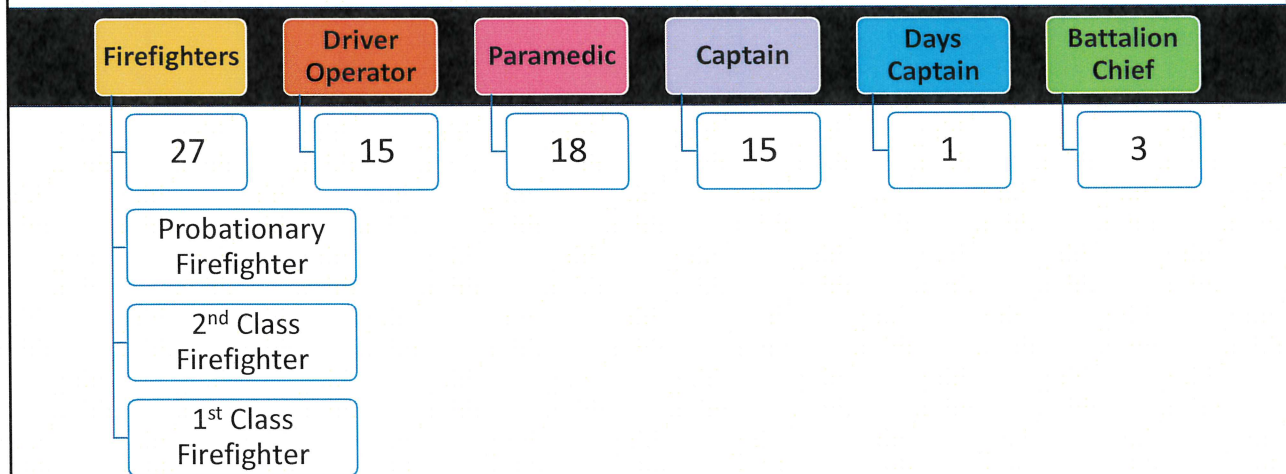 Firefighters
Driver
Operator
Paramedic
Captain
Days
Captain
Battalion
Chief
27
15
18
15
1
3
Probationary
Firefighter
2nd Class
Firefighter
1st Class
Firefighter